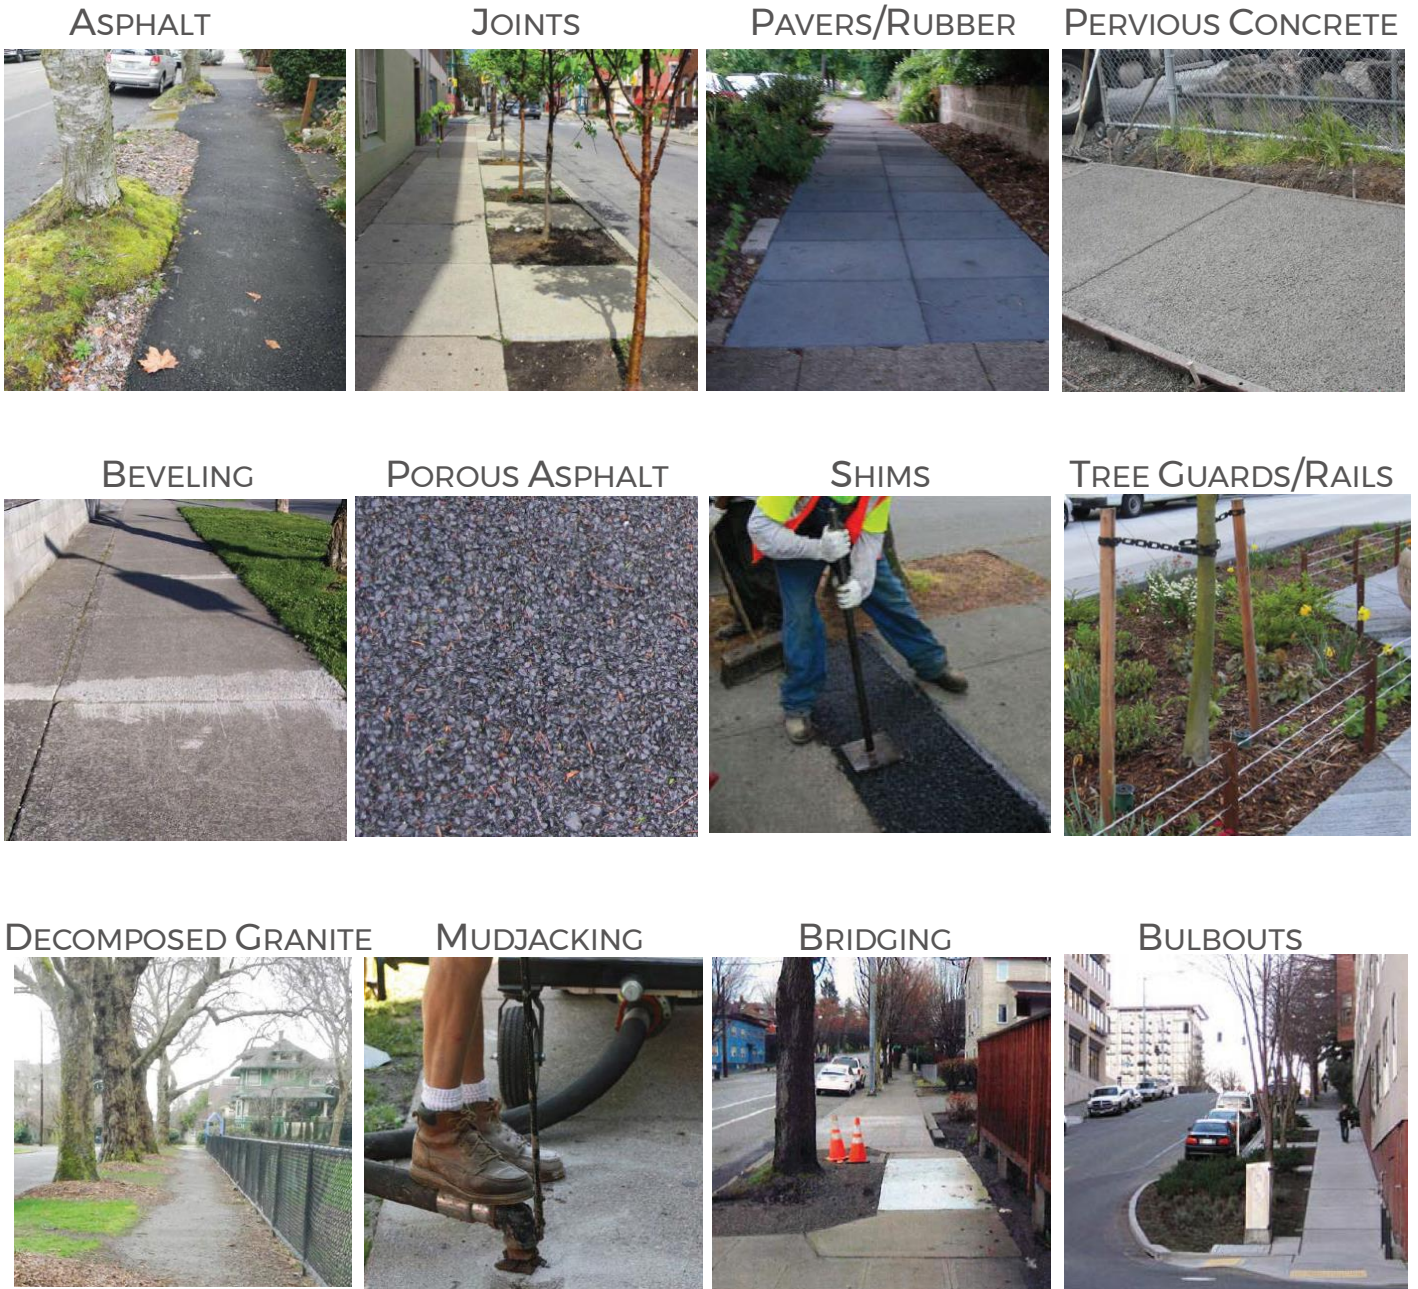 ASPHALT
JOINTS
PAVERS/RUBBER
PERVIOUS CONCRETE
BEVELING
POROUS ASPHALT
SHIMS
TREE GUARDS/RAILS
DECOMPOSED GRANITE
MUDJACKING
BRIDGING
BULBOUTS